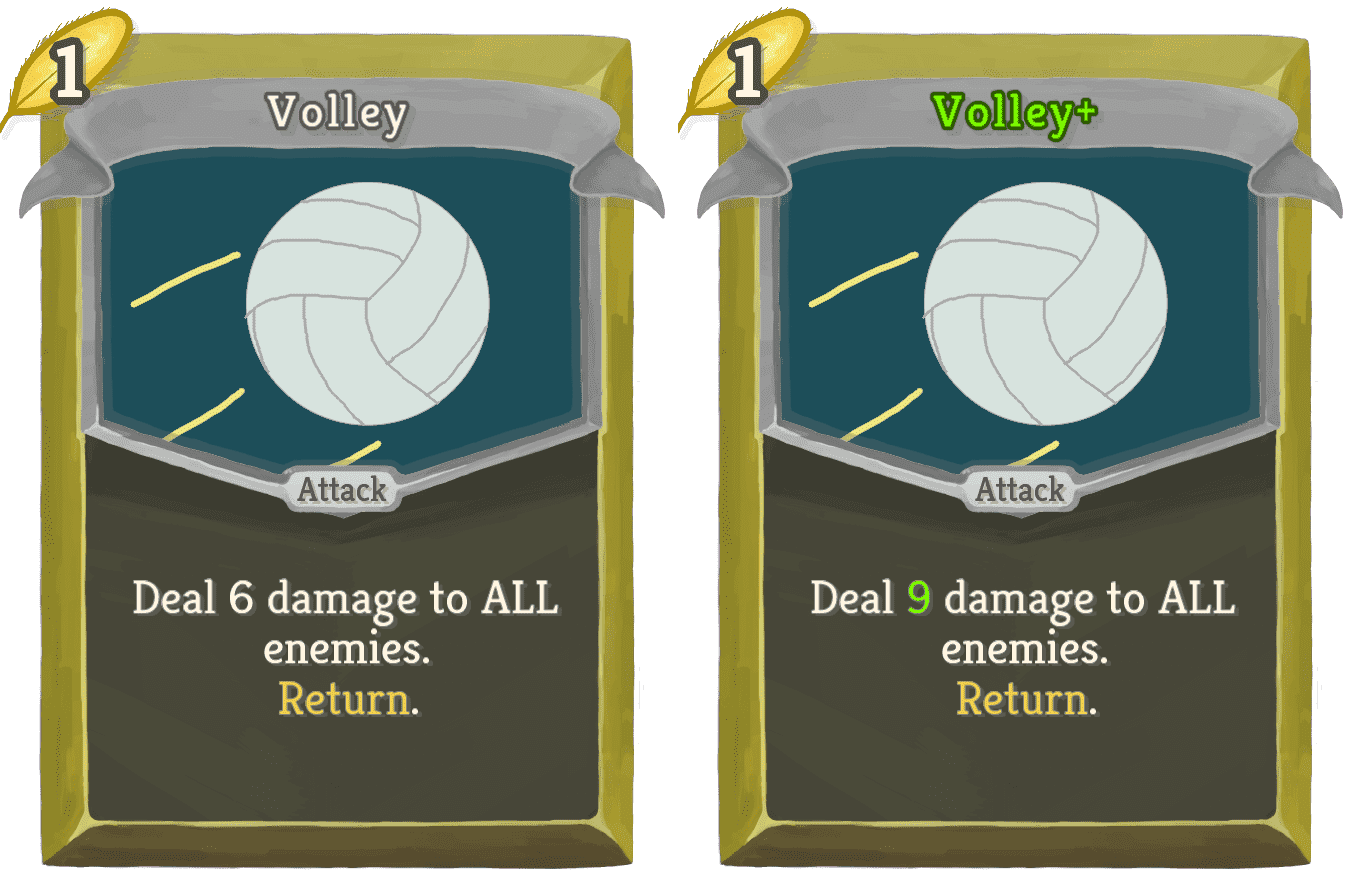 1
Volley
Attack
Deal 6 damage to ALL
enemies.
Return.
1
Volley+
Attack
Deal 9 damage to ALL
enemies.
Return.